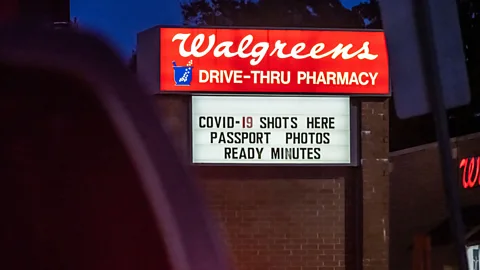 Walgreens
DRIVE-THRU PHARMACY
COVID-19 SHOTS HERE
PASSPORT PHOTOS
READY MINUTES
W